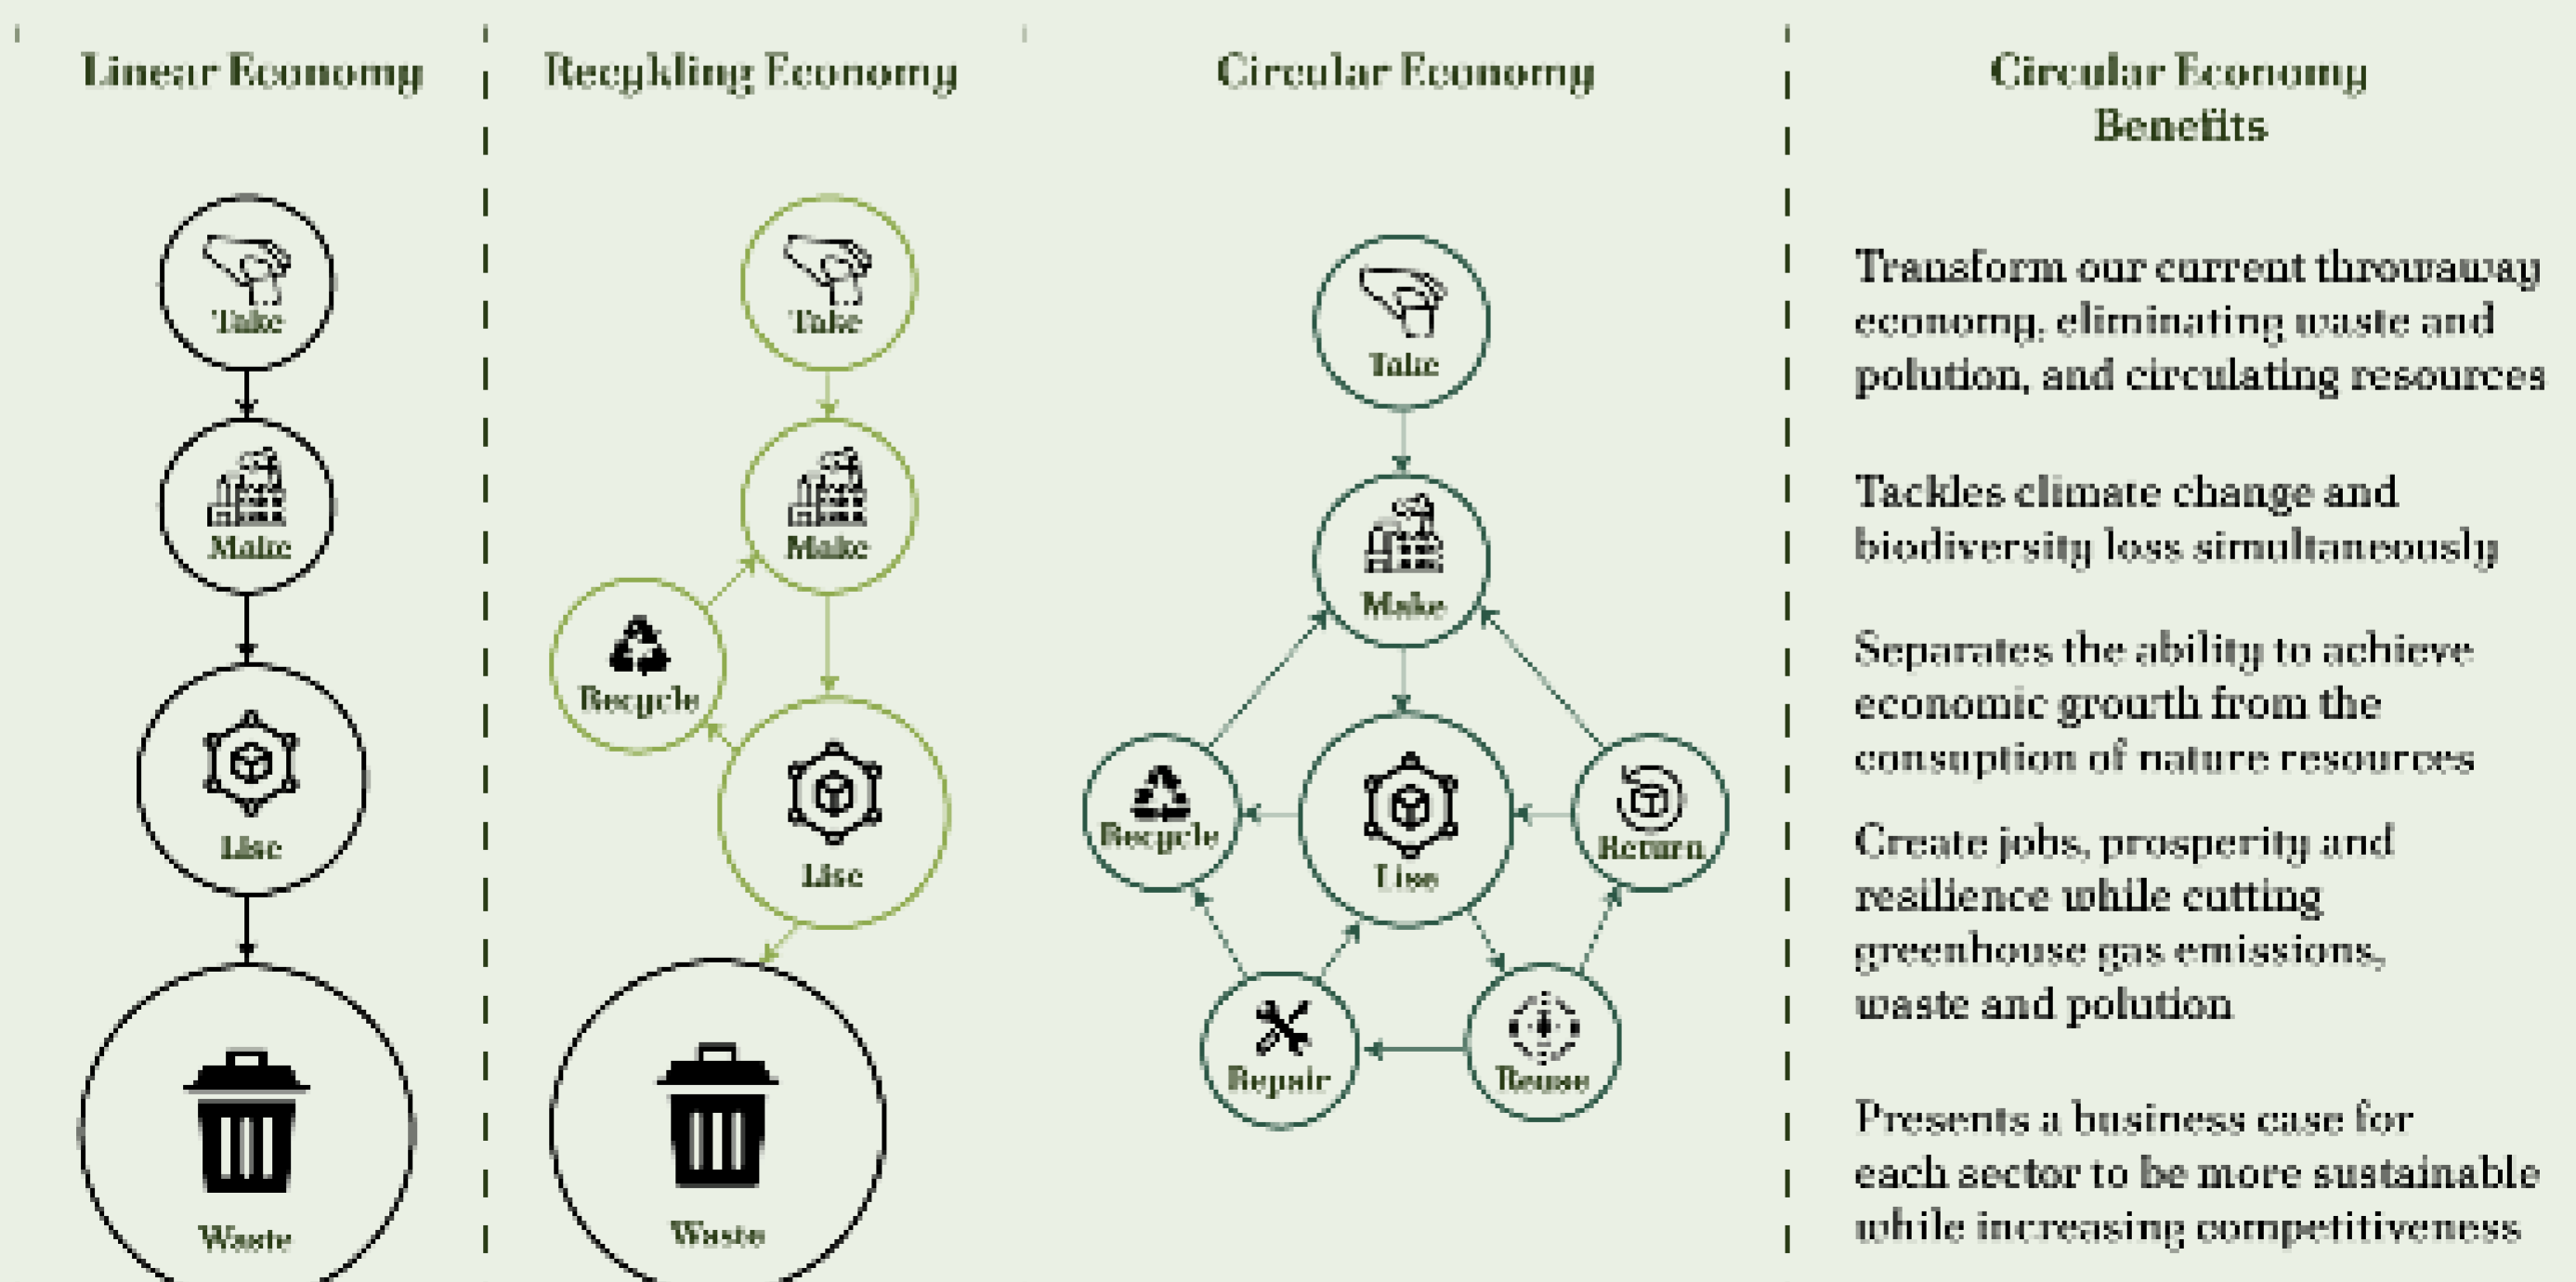 Linear Economy
Take
Make
Use
Waste
Recykling Economy
Take
Make
Recycle
Use
Waste
Circular Economy
Take
Make
Recycle
Use
Return
Repair
Reuse
Circular Economy
Benefits
Transform our current throwaway
economy, eliminating waste and
polution, and circulating resources
Tackles climate change and
biodiversity loss simultaneously
Separates the ability to achieve
economic growth from the
consuption of nature resources
Create jobs, prosperity and
resilience while cutting
greenhouse gas emissions,
waste and polution
Presents a business case for
each sector to be more sustainable
while increasing competitiveness